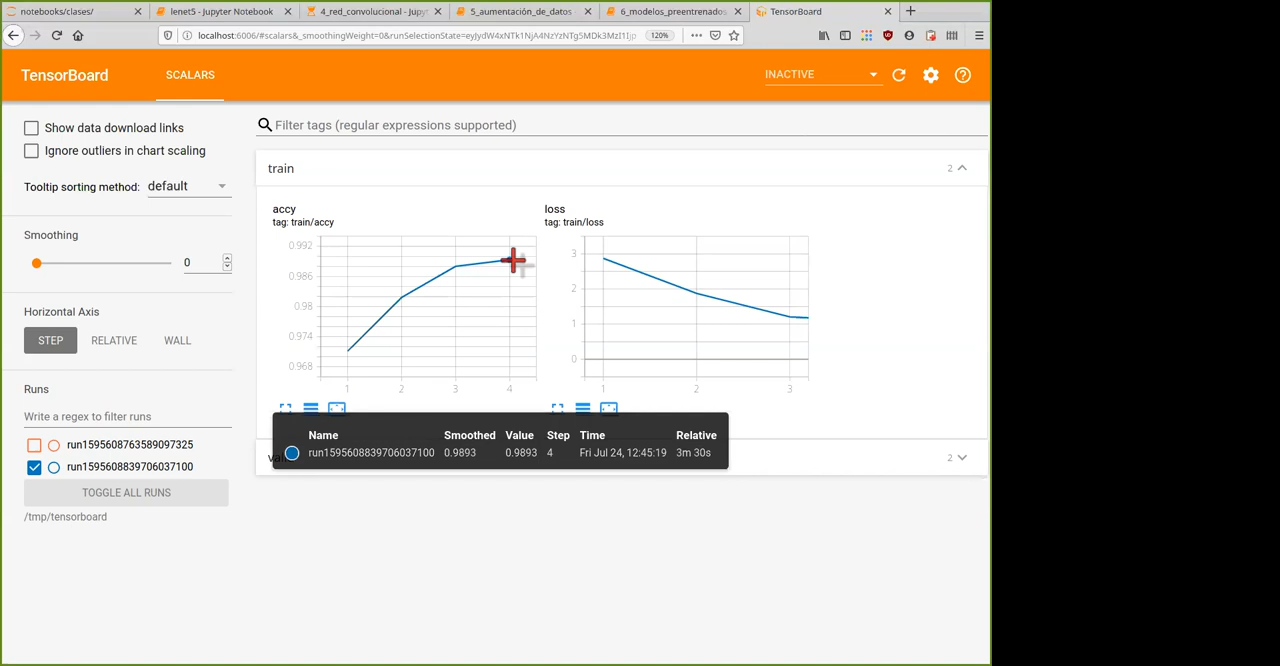 notebooks/clases/
lenet5 - Jupyter Notebook
4_red_convolucional - Jupyt
5_aumentación_de_datos -
6_modelos_preentrenados
TensorBoard
localhost:6006/#scalars&_smoothingWeight=0&runSelectionState=eyJydW4xNTk1NjA4NzYzNTg5MDk3MzI1Ijp
120%
TensorBoard
SCALARS
INACTIVE
Show data download links
Ignore outliers in chart scaling
Tooltip sorting method: default
Smoothing
0
Horizontal Axis
STEP
RELATIVE
WALL
Runs
Write a regex to filter runs
run1595608763589097325
run1595608839706037100
TOGGLE ALL RUNS
/tmp/tensorboard
Filter tags (regular expressions supported)
train
2
accy
tag: train/accy
0.992
0.986
0.98
0.974
0.968
1 2 3 4
loss
tag: train/loss
3
2
1
0
1 2 3
Name Smoothed Value Step Time Relative
run1595608839706037100 0.9893 0.9893 4 Fri Jul 24, 12:45:19 3m 30s
2